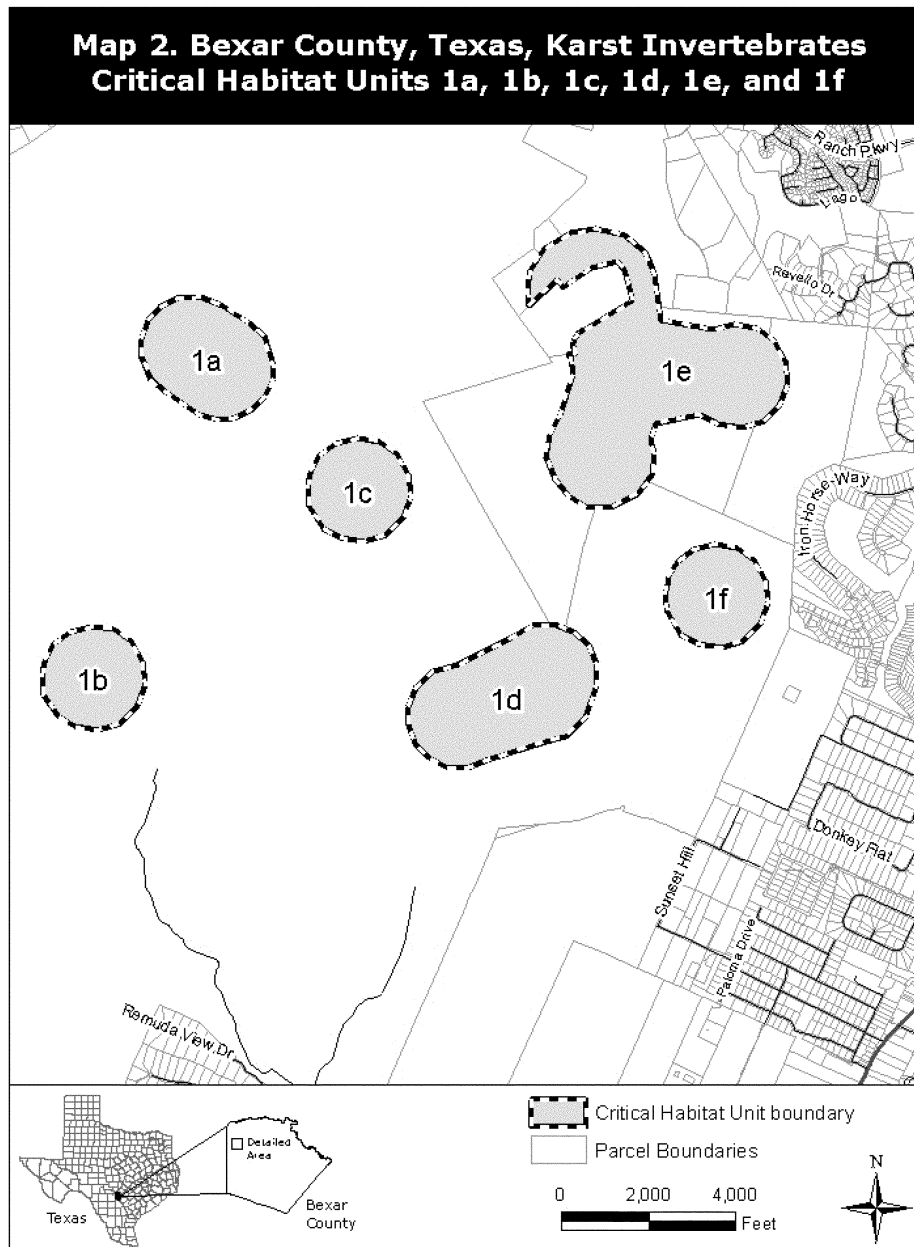 Map 2. Bexar County, Texas, Karst Invertebrates
Critical Habitat Units 1a, 1b, 1c, 1d, 1e, and 1f
Ranch Pkwy
Lago
Revello Dr
1a
1e
1c
Iron Horse Way
1f
1b
1d
Donkey Flat
Sunset Hill
Paloma Drive
Remuda View Dr
Critical Habitat Unit boundary
Parcel Boundaries
Detailed
Area
Texas
Bexar
County
0 2,000 4,000
Feet
N